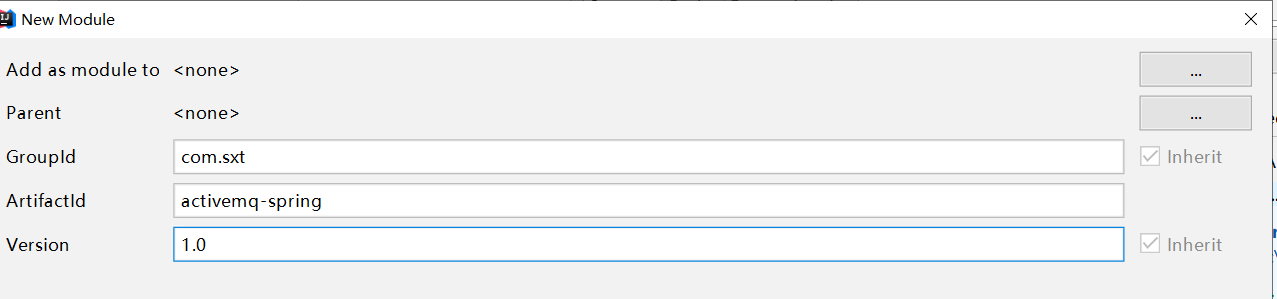 New Module
Add as module to <none> ...
Parent <none> ...
GroupId com.sxt Inherit
ArtifactId activemq-spring
Version 1.0 Inherit